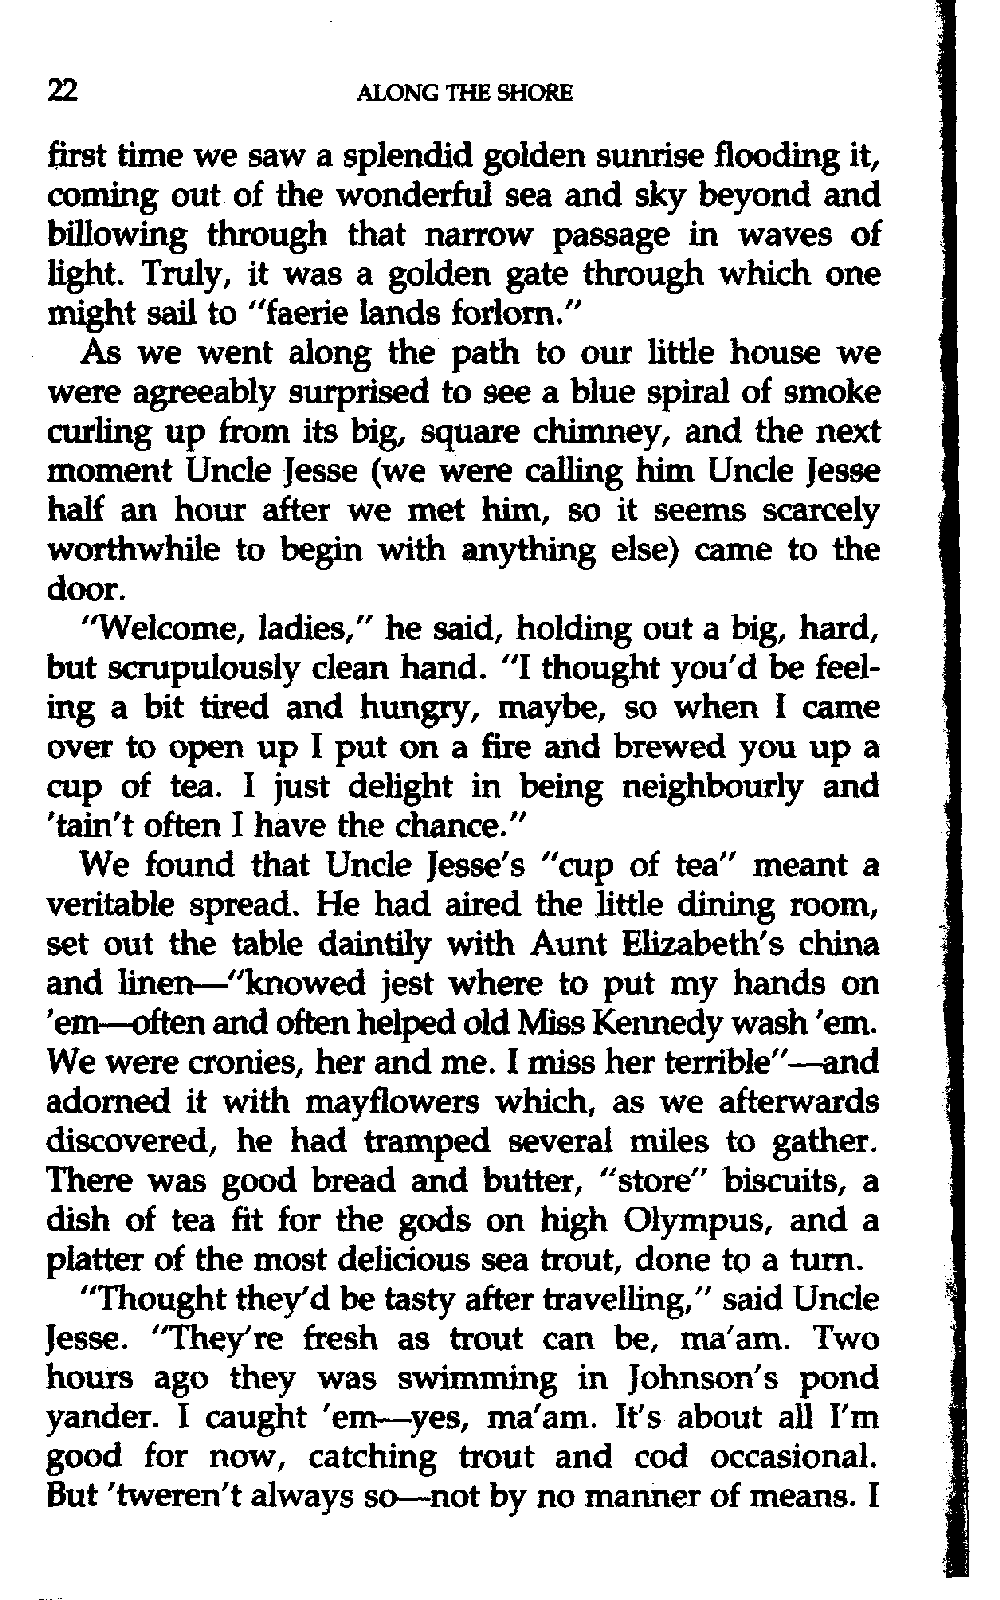 22 ALONG THE SHORE
first time we saw a splendid golden sunrise flooding it,
coming out of the wonderful sea and sky beyond and
billowing through that narrow passage in waves of
light. Truly, it was a golden gate through which one
might sail to "faerie lands forlorn."
As we went along the path to our little house we
were agreeably surprised to see a blue spiral of smoke
curling up from its big, square chimney, and the next
moment Uncle Jesse (we were calling him Uncle Jesse
half an hour after we met him, so it seems scarcely
worthwhile to begin with anything else) came to the
door.
"Welcome, ladies," he said, holding out a big, hard,
but scrupulously clean hand. "I thought you'd be feel-
ing a bit tired and hungry, maybe, so when I came
over to open up I put on a fire and brewed you up a
cup of tea. I just delight in being neighbourly and
'tain't often I have the chance."
We found that Uncle Jesse's "cup of tea" meant a
veritable spread. He had aired the little dining room,
set out the table daintily with Aunt Elizabeth's china
and linen—"knowed jest where to put my hands on
'em—often and often helped old Miss Kennedy wash 'em.
We were cronies, her and me. I miss her terrible"—and
adorned it with mayflowers which, as we afterwards
discovered, he had tramped several miles to gather.
There was good bread and butter, "store" biscuits, a
dish of tea fit for the gods on high Olympus, and a
platter of the most delicious sea trout, done to a turn.
"Thought they'd be tasty after travelling," said Uncle
Jesse. "They're fresh as trout can be, ma'am. Two
hours ago they was swimming in Johnson's pond
yander. I caught 'em—yes, ma'am. It's about all I'm
good for now, catching trout and cod occasional.
But 'tweren't always so—not by no manner of means. I